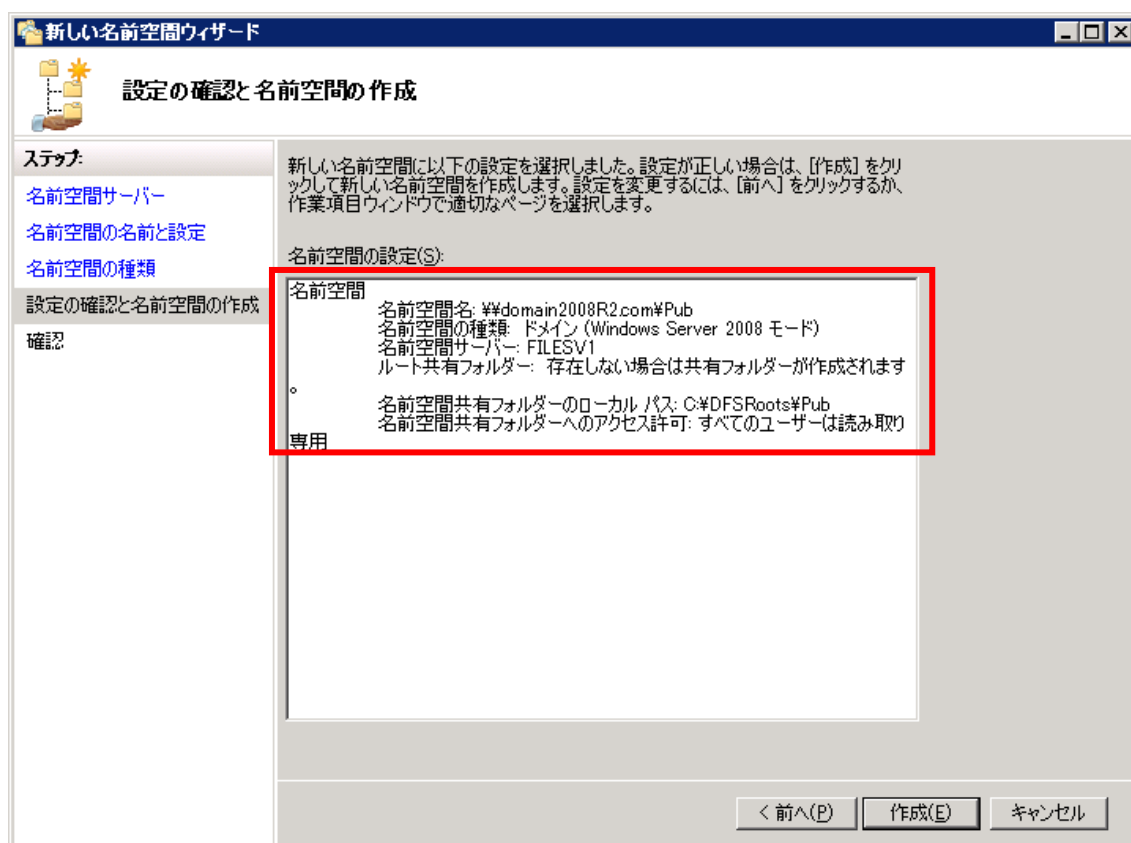 新しい名前空間ウィザード
設定の確認と名前空間の作成
ステップ:
名前空間サーバー
名前空間の名前と設定
名前空間の種類
設定の確認と名前空間の作成
確認
新しい名前空間に以下の設定を選択しました。設定が正しい場合は、[作成] をクリ
ックして新しい名前空間を作成します。設定を変更するには、[前へ] をクリックするか、
作業項目ウィンドウで適切なページを選択します。
名前空間の設定(S):
名前空間
名前空間名: ¥¥domain2008R2.com¥Pub
名前空間の種類: ドメイン (Windows Server 2008 モード)
名前空間サーバー: FILESV1
ルート共有フォルダー: 存在しない場合は共有フォルダーが作成されます
。
名前空間共有フォルダーのローカル パス: C:¥DFSRoots¥Pub
名前空間共有フォルダーへのアクセス許可: すべてのユーザーは読み取り
専用
< 前へ(P)
作成(E)
キャンセル